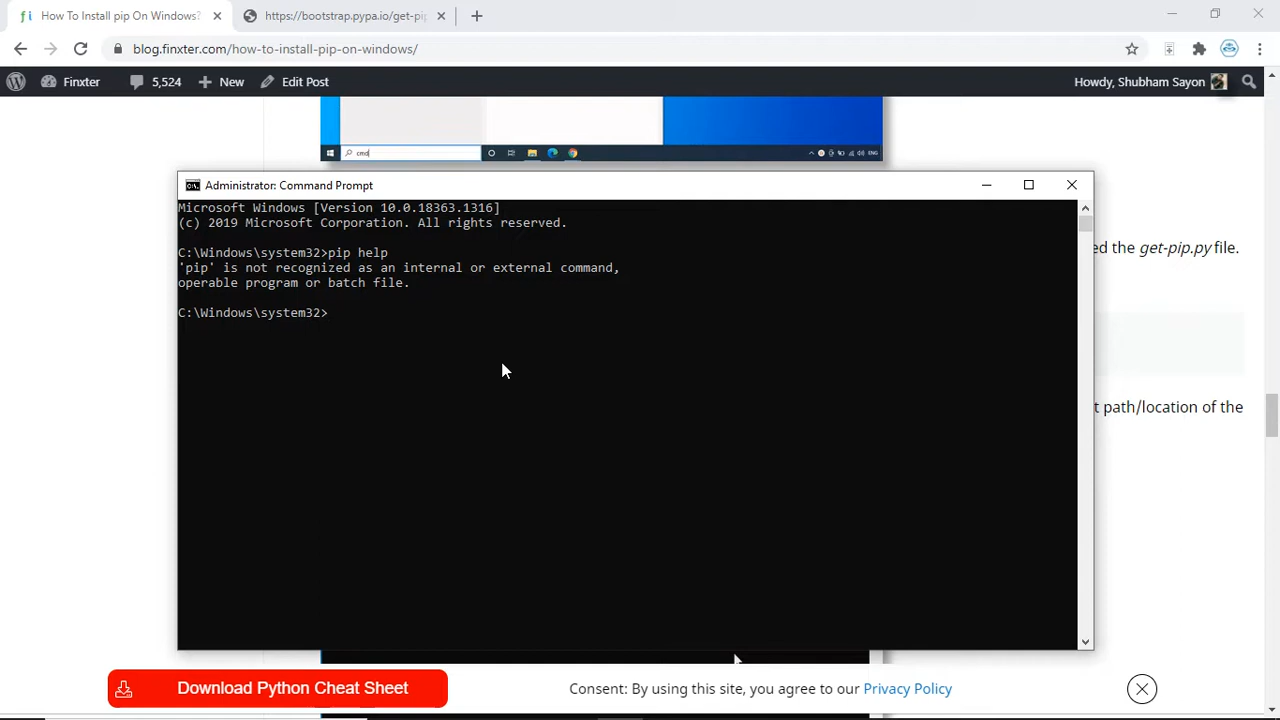 How To Install pip On Windows?
https://bootstrap.pypa.io/get-pip
blog.finxter.com/how-to-install-pip-on-windows/
Finxter
5,524
New
Edit Post
Howdy, Shubham Sayon
cmd
ENG
Administrator: Command Prompt
Microsoft Windows [Version 10.0.18363.1316]
(c) 2019 Microsoft Corporation. All rights reserved.
C:\Windows\system32>pip help
'pip' is not recognized as an internal or external command,
operable program or batch file.
C:\Windows\system32>
ed the get-pip.py file.
t path/location of the
Download Python Cheat Sheet
Consent: By using this site, you agree to our Privacy Policy